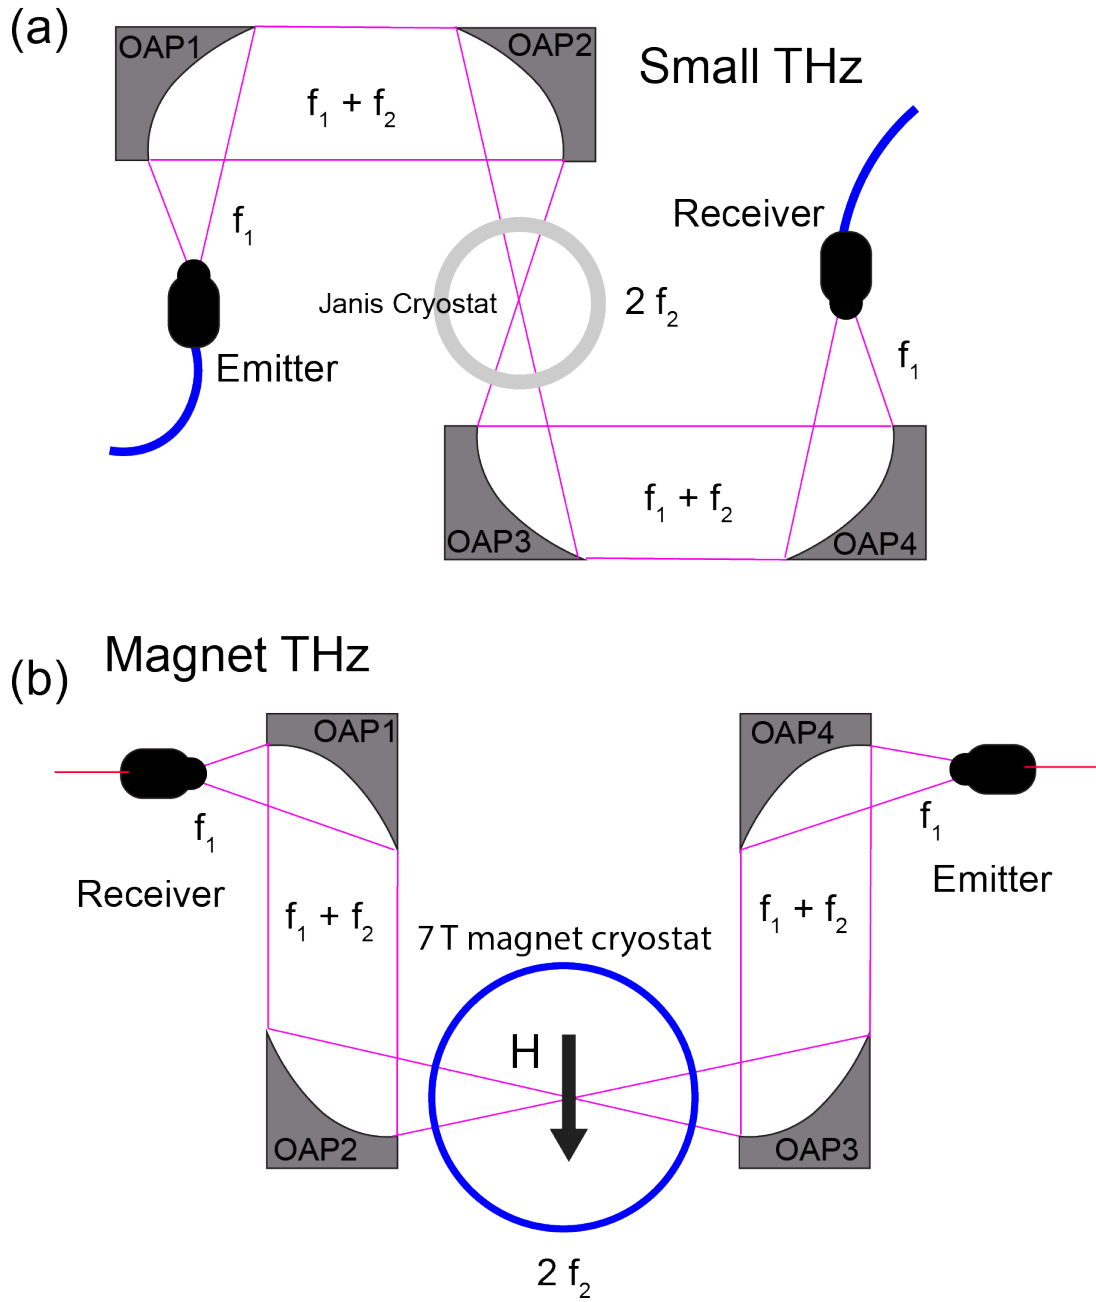 (a)
OAP1
OAP2
Small THz
f₁ + f₂
Receiver
f₁
Janis Cryostat
2 f₂
Emitter
f₁
OAP3
f₁ + f₂
OAP4
Magnet THz
(b)
OAP1
OAP4
f₁
f₁
Receiver
Emitter
f₁ + f₂
f₁ + f₂
7 T magnet cryostat
H
OAP2
OAP3
2 f₂